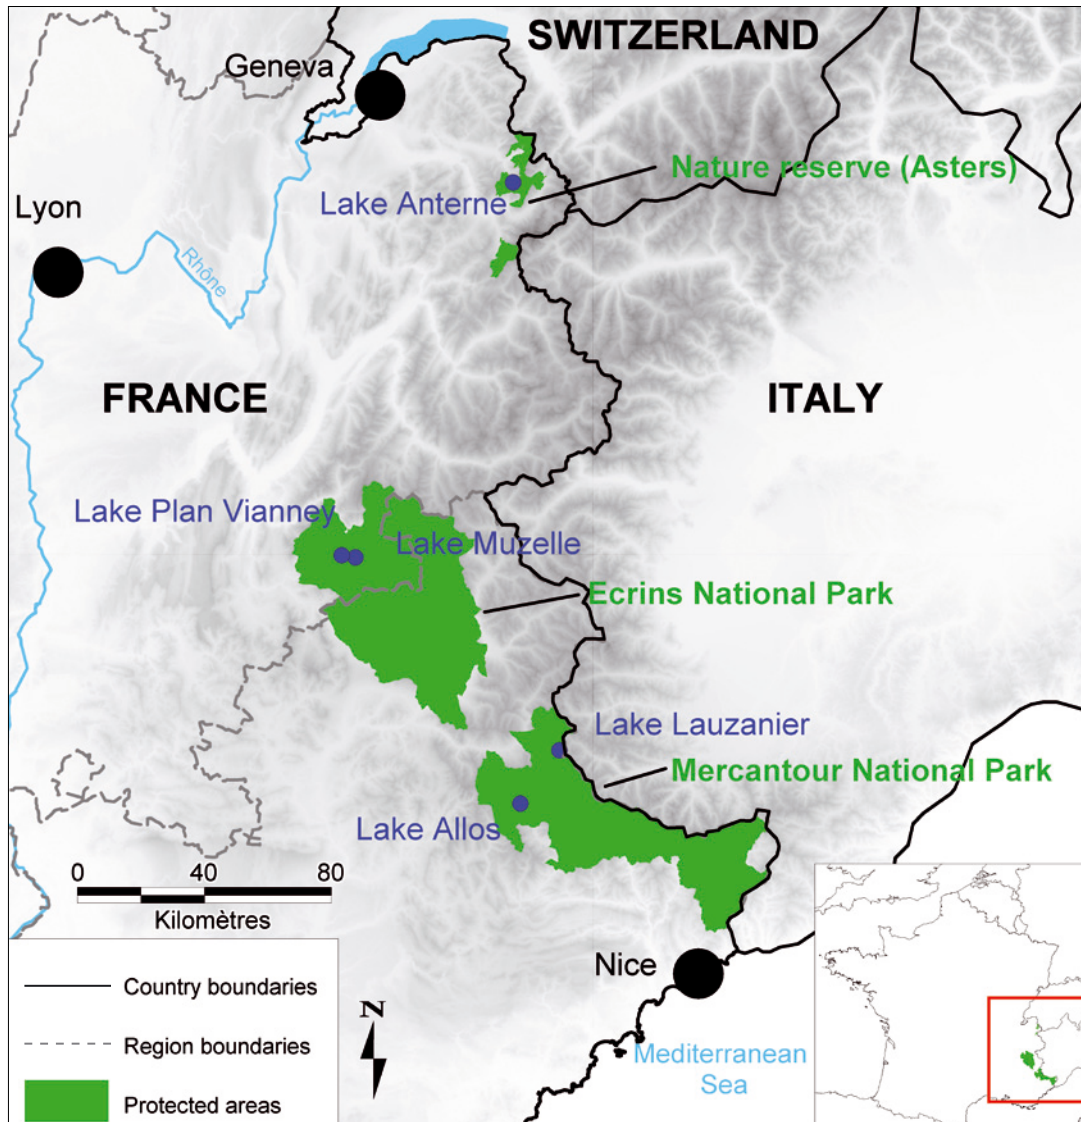 SWITZERLAND
Geneva
Nature reserve (Asters)
Lake Anterne
Lyon
Rhône
FRANCE
ITALY
Lake Plan Vianney
Lake Muzelle
Ecrins National Park
Lake Lauzanier
Mercantour National Park
Lake Allos
0 40 80
Kilomètres
Nice
Country boundaries
N
Region boundaries
Mediterranean
Sea
Protected areas